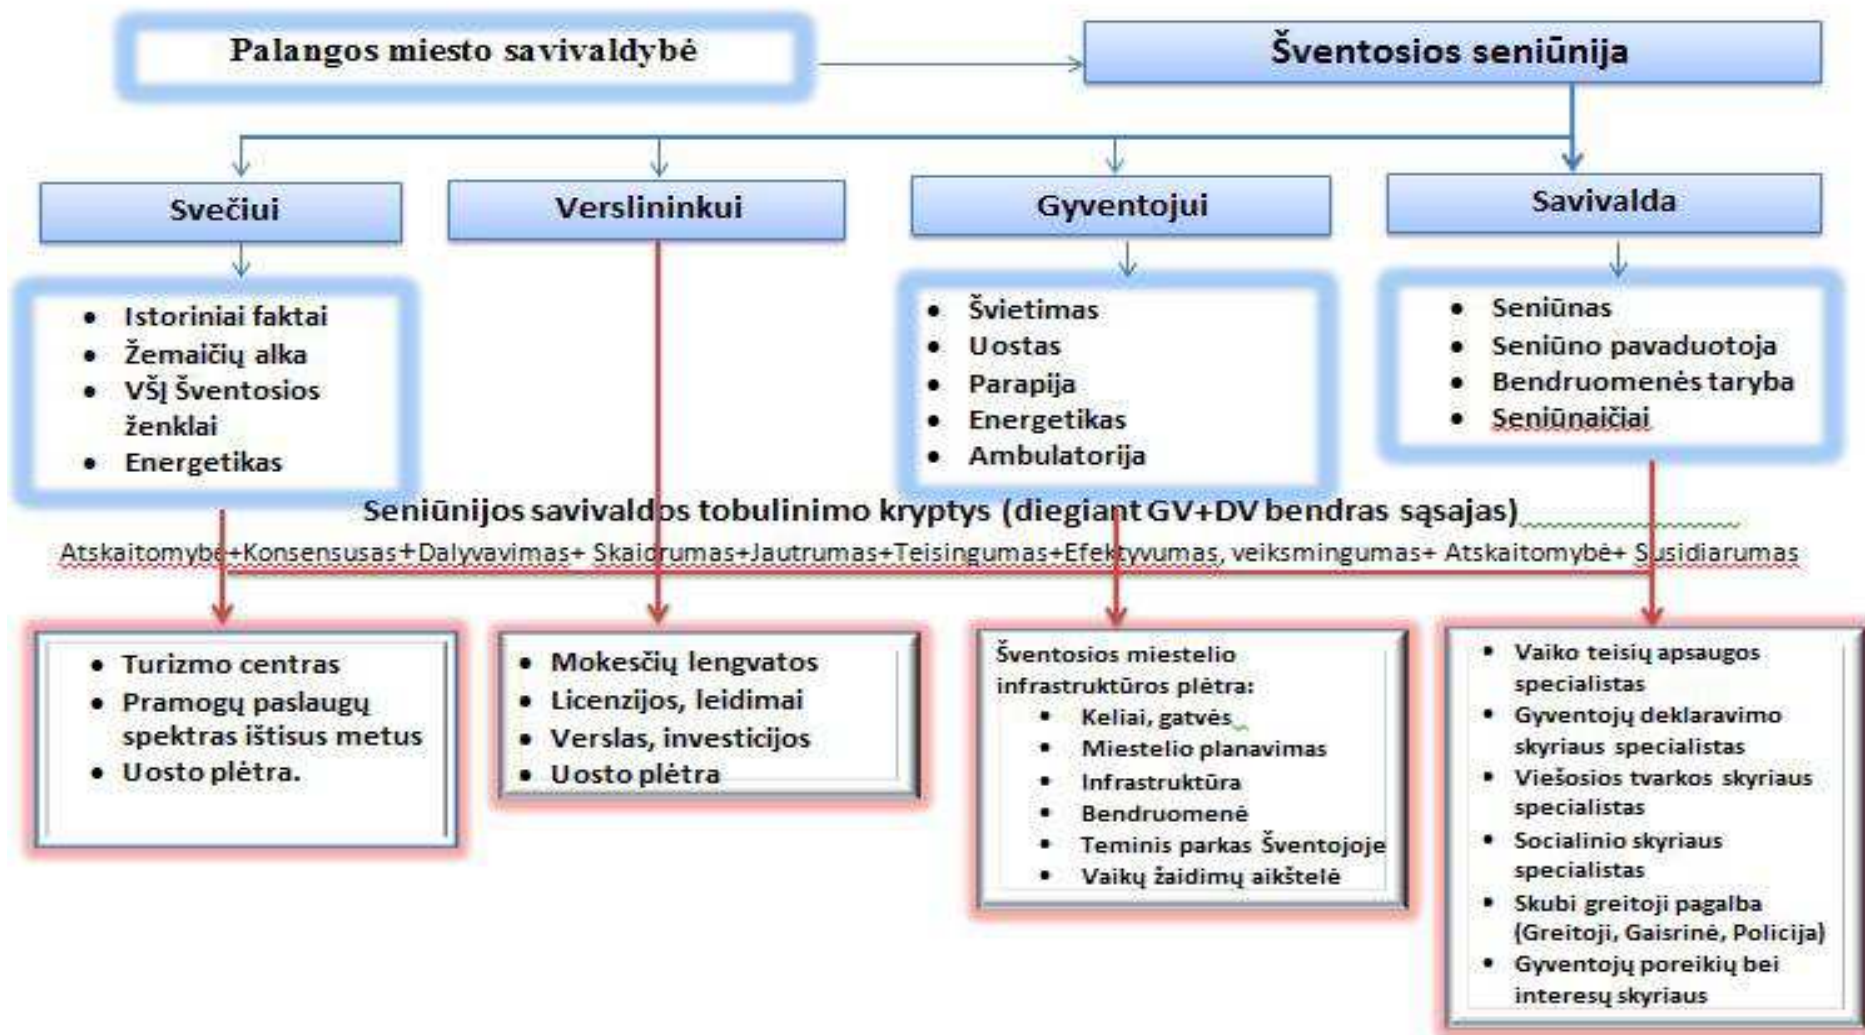 Palangos miesto savivaldybė
Šventosios seniūnija
Svečiui
Verslininkui
Gyventojui
Savivalda
• Istoriniai faktai
• Žemaičių alka
• VŠĮ Šventosios
ženklai
• Energetikas
• Švietimas
• Uostas
• Parapija
• Energetikas
• Ambulatorija
• Seniūnas
• Seniūno pavaduotoja
• Bendruomenės taryba
• Seniūnaičiai
Seniūnijos savivaldos tobulinimo kryptys (diegiant GV+DV bendras sąsajas)
Atskaitomybė+Konsensusas+Dalyvavimas+ Skaidrumas+Jautrumas+Teisingumas+Efektyvumas, veiksmingumas+ Atskaitomybė+ Susidiarumas
• Turizmo centras
• Pramogų paslaugų
spektras ištisus metus
• Uosto plėtra.
• Mokesčių lengvatos
• Licenzijos, leidimai
• Verslas, investicijos
• Uosto plėtra
Šventosios miestelio
infrastruktūros plėtra:
• Keliai, gatvės
• Miestelio planavimas
• Infrastruktūra
• Bendruomenė
• Teminis parkas Šventojoje
• Vaikų žaidimų aikštelė
• Vaiko teisių apsaugos
specialistas
• Gyventojų deklaravimo
skyriaus specialistas
• Viešosios tvarkos skyriaus
specialistas
• Socialinio skyriaus
specialistas
• Skubi greitoji pagalba
(Greitoji, Gaisrinė, Policija)
• Gyventojų poreikių bei
interesų skyriaus